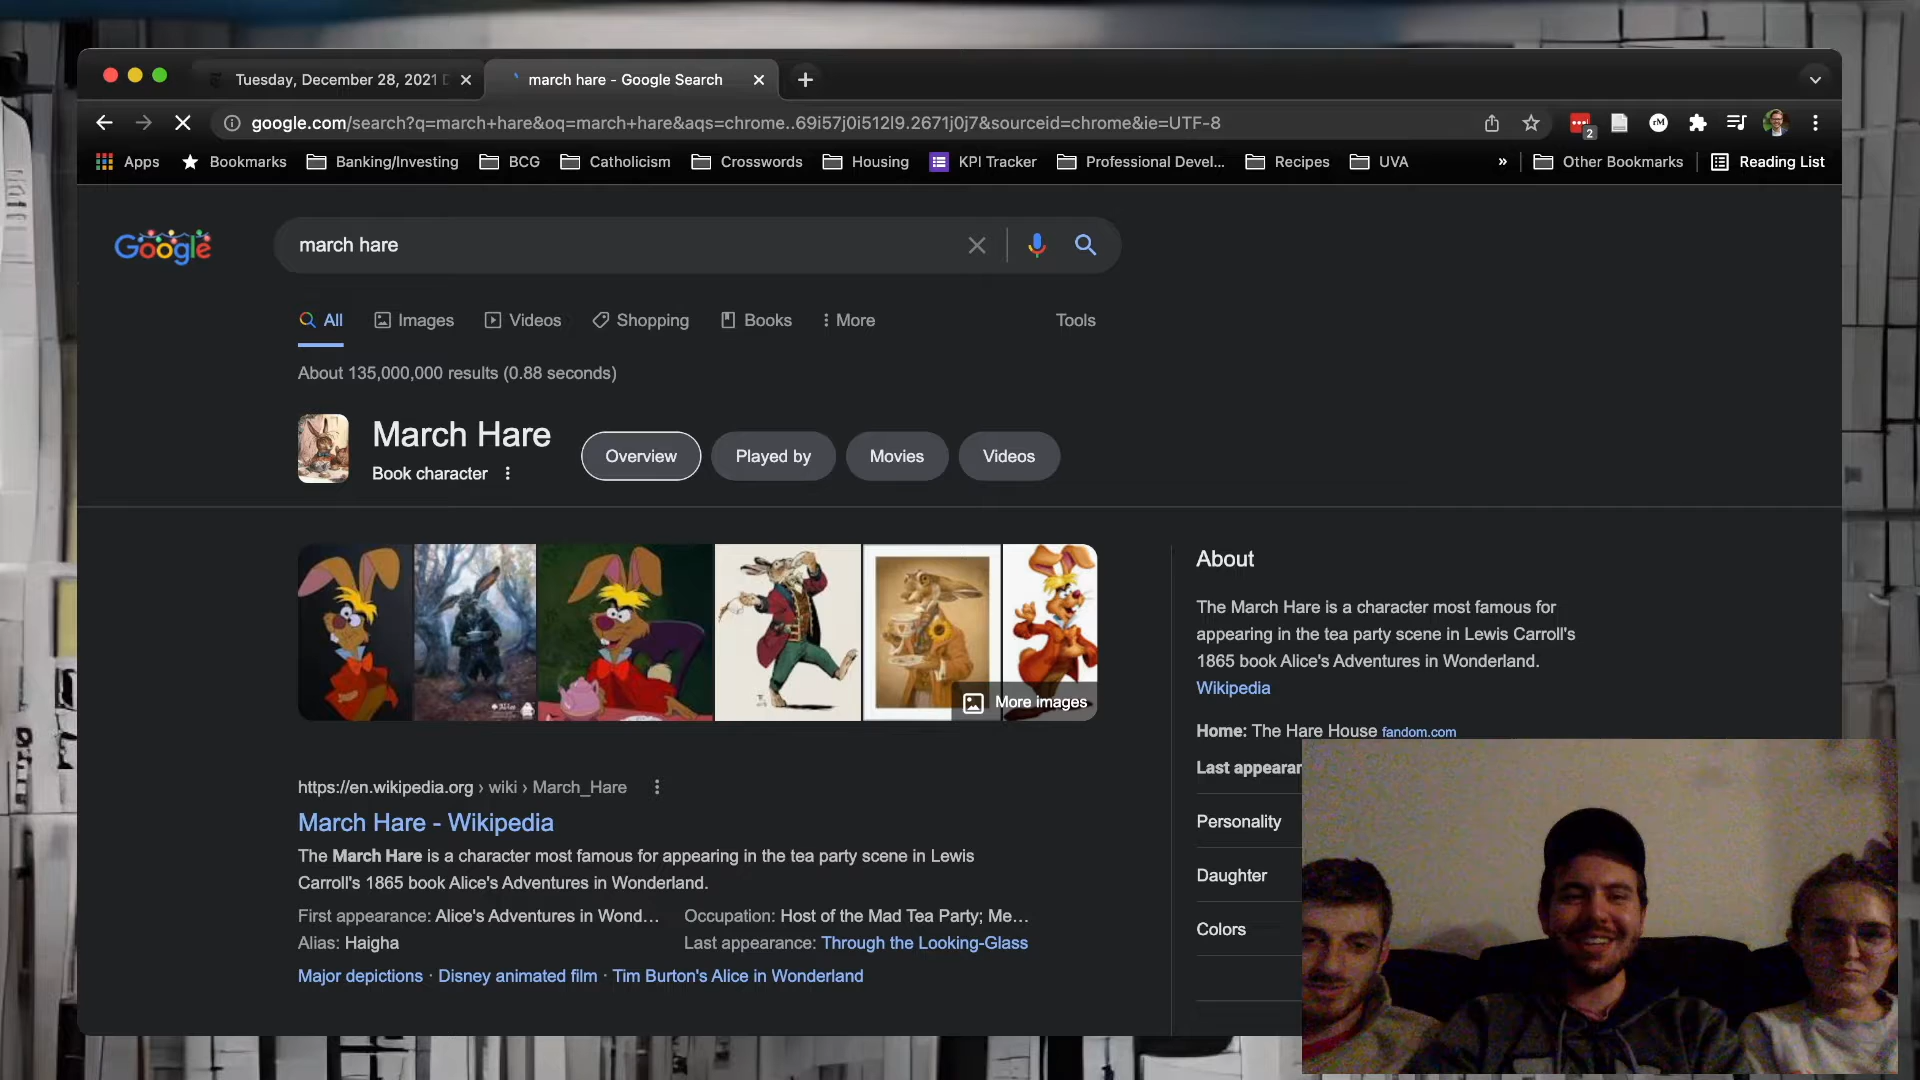 Tuesday, December 28, 2021
march hare - Google Search
google.com/search?q=march+hare&oq=march+hare&aqs=chrome..69i57j0i512l9.2671j0j7&sourceid=chrome&ie=UTF-8
2
rM
Apps
Bookmarks
Banking/Investing
BCG
Catholicism
Crosswords
Housing
KPI Tracker
Professional Devel...
Recipes
UVA
»
Other Bookmarks
Reading List
Google
march hare
All
Images
Videos
Shopping
Books
More
Tools
About 135,000,000 results (0.88 seconds)
March Hare
Book character
Overview
Played by
Movies
Videos
More images
https://en.wikipedia.org › wiki › March_Hare
March Hare - Wikipedia
The March Hare is a character most famous for appearing in the tea party scene in Lewis
Carroll's 1865 book Alice's Adventures in Wonderland.
First appearance: Alice's Adventures in Wond... Occupation: Host of the Mad Tea Party; Me...
Alias: Haigha Last appearance: Through the Looking-Glass
Major depictions · Disney animated film · Tim Burton's Alice in Wonderland
About
The March Hare is a character most famous for
appearing in the tea party scene in Lewis Carroll's
1865 book Alice's Adventures in Wonderland.
Wikipedia
Home: The Hare House fandom.com
Last appearan
Personality
Daughter
Colors